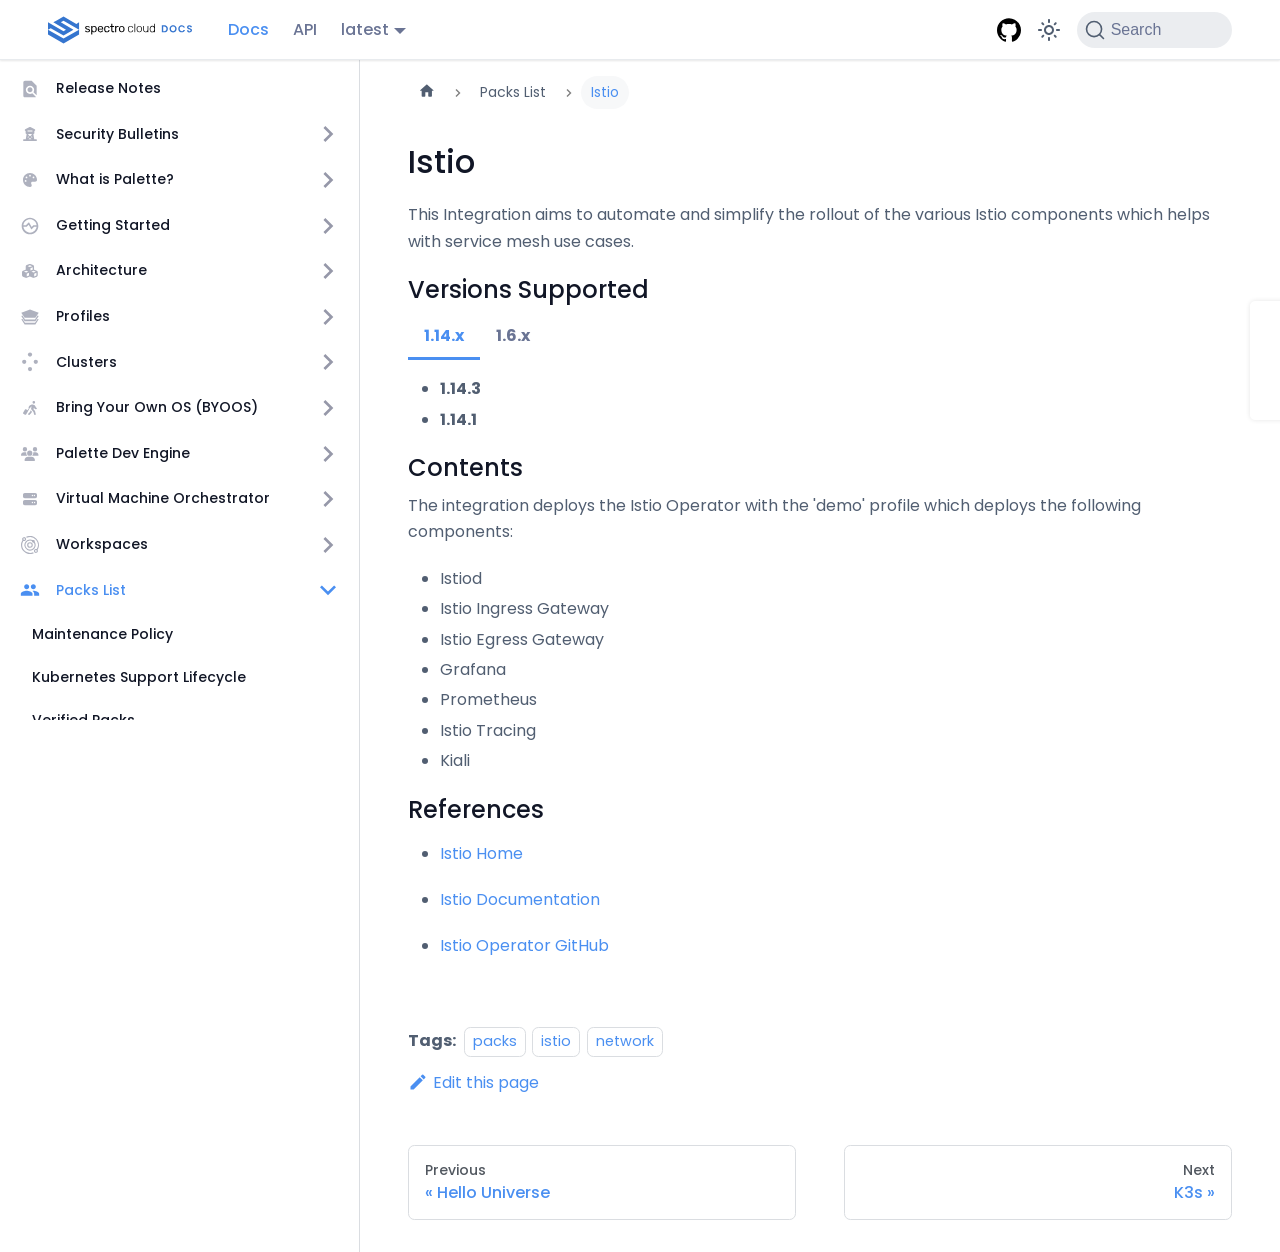 spectro cloud DOCS
Docs
API
latest
Search
Release Notes
Security Bulletins
What is Palette?
Getting Started
Architecture
Profiles
Clusters
Bring Your Own OS (BYOOS)
Palette Dev Engine
Virtual Machine Orchestrator
Workspaces
Packs List
Maintenance Policy
Kubernetes Support Lifecycle
Verified Packs
Packs List
Istio
Istio
This Integration aims to automate and simplify the rollout of the various Istio components which helps
with service mesh use cases.
Versions Supported
1.14.x
1.6.x
1.14.3
1.14.1
Contents
The integration deploys the Istio Operator with the 'demo' profile which deploys the following
components:
Istiod
Istio Ingress Gateway
Istio Egress Gateway
Grafana
Prometheus
Istio Tracing
Kiali
References
Istio Home
Istio Documentation
Istio Operator GitHub
Tags: packs istio network
Edit this page
Previous
« Hello Universe
Next
K3s »